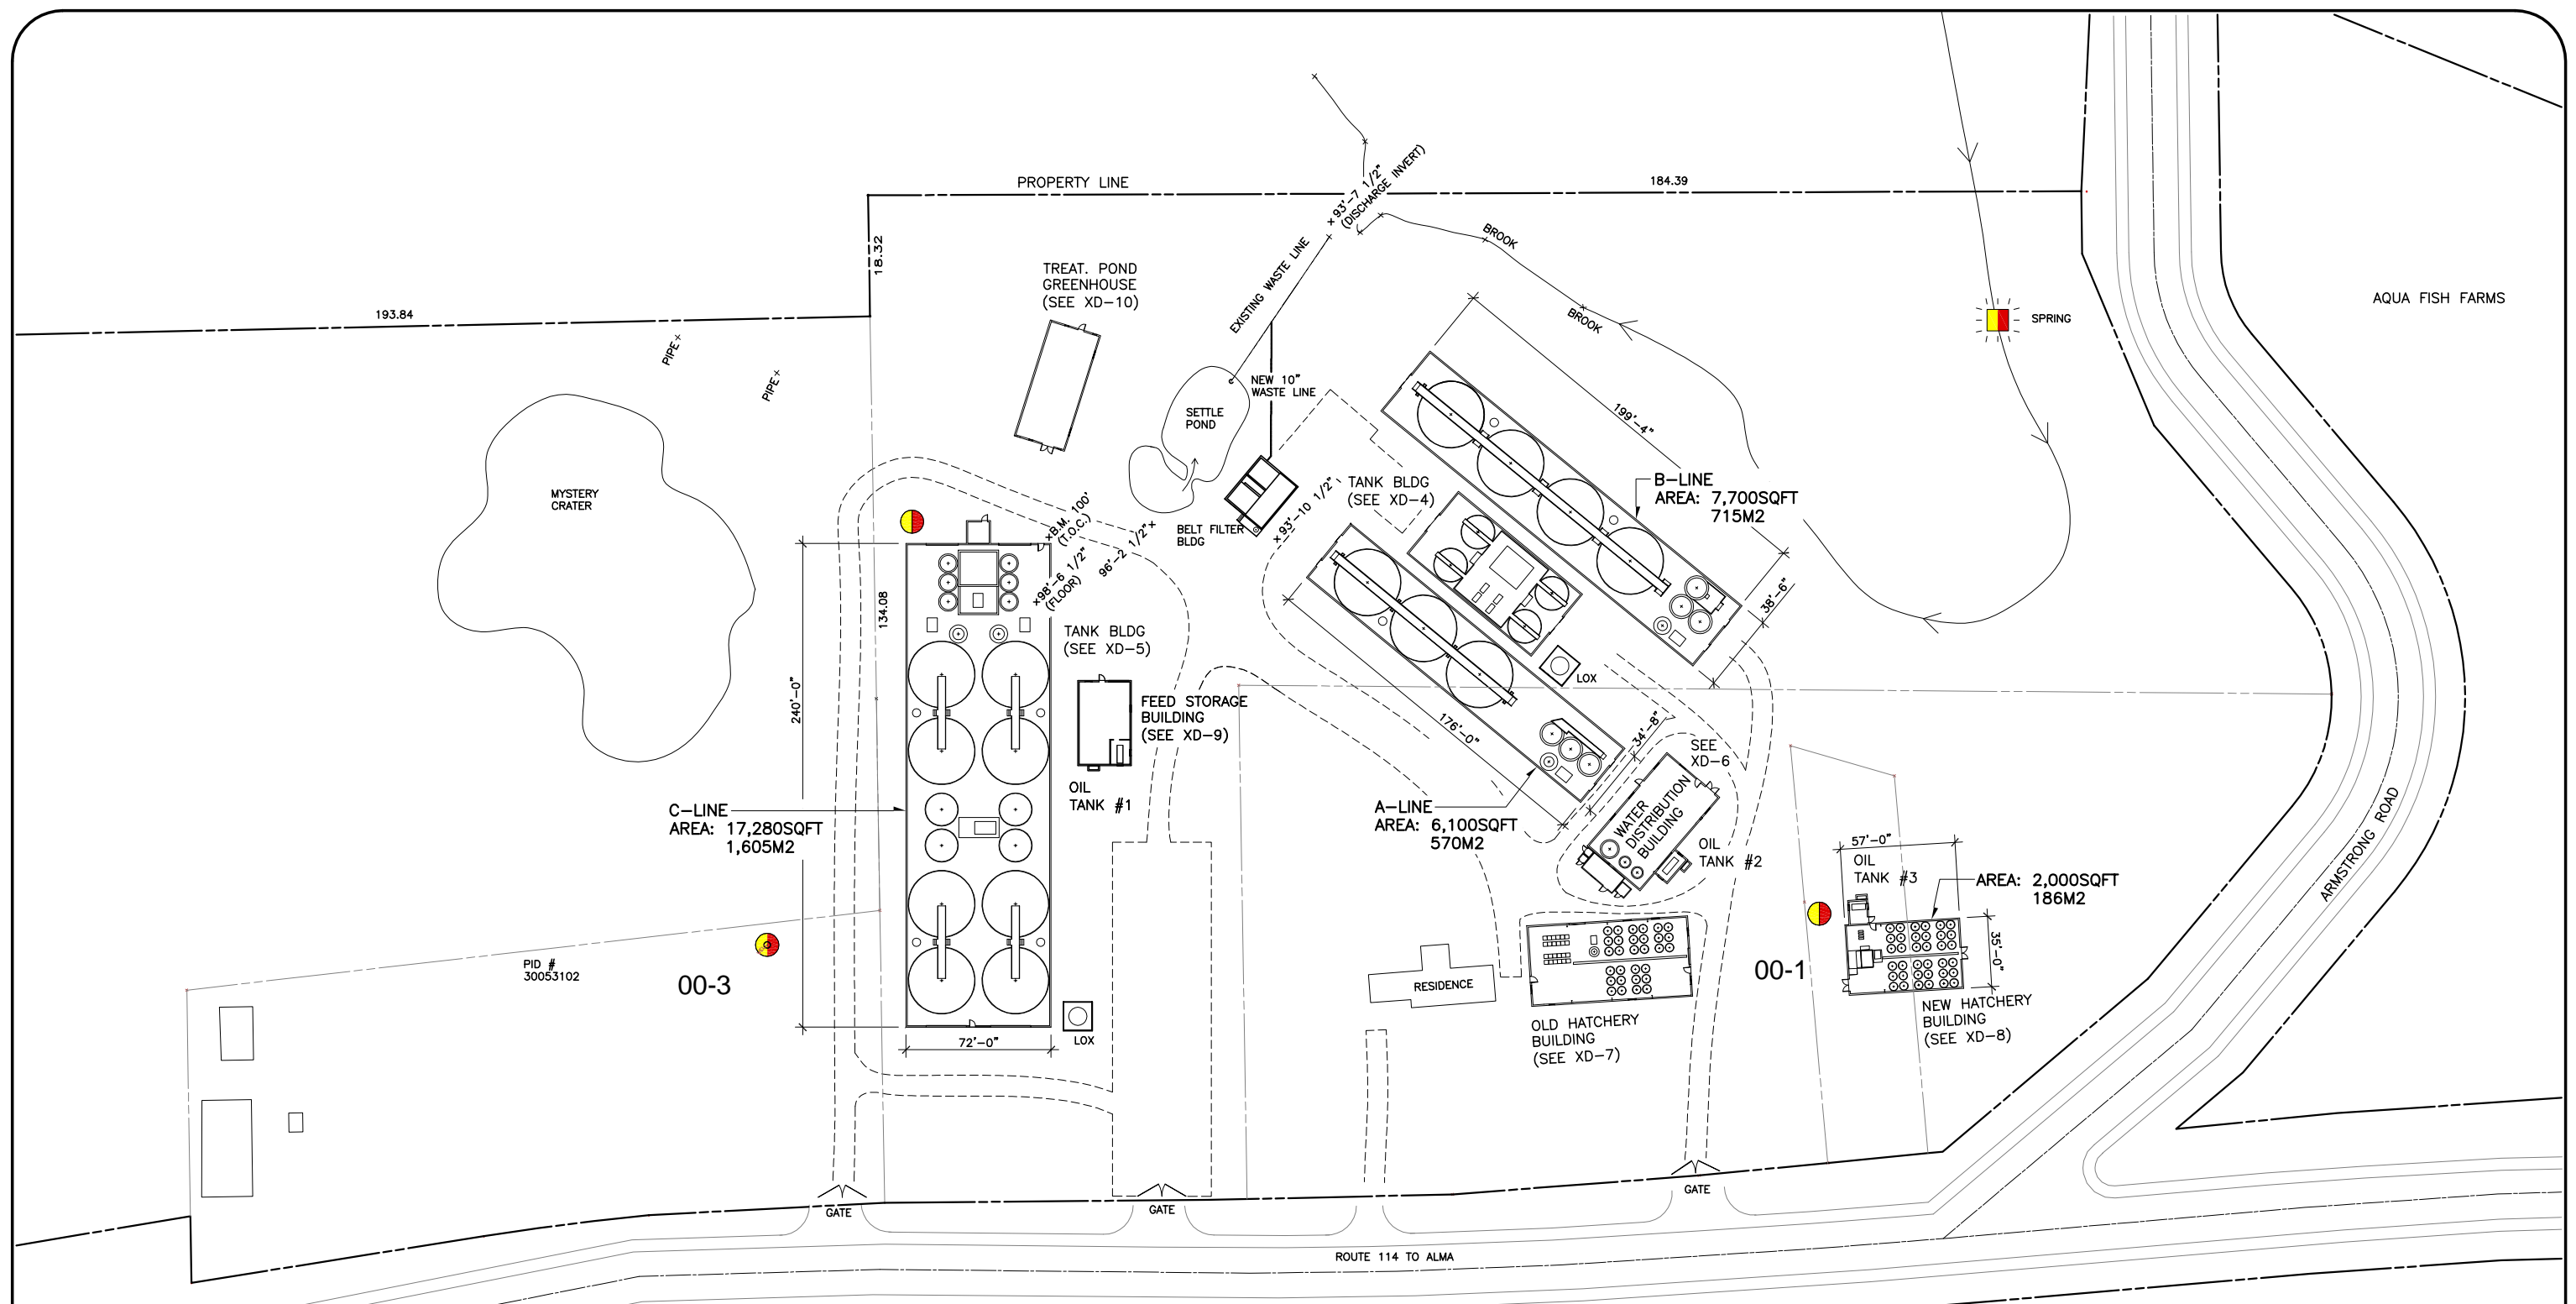 PROPERTY LINE
184.39
18.32
193.84
93'-7 1/2"
(DISCHARGE INVERT)
BROOK
BROOK
EXISTING WASTE LINE
TREAT. POND
GREENHOUSE
(SEE XD-10)
AQUA FISH FARMS
SPRING
PIPE
PIPE
NEW 10"
WASTE LINE
SETTLE
POND
199'-4"
MYSTERY
CRATER
TANK BLDG
(SEE XD-4)
B-LINE
AREA: 7,700SQFT
715M2
BELT FILTER
BLDG
93'-10 1/2"
B.M. 100'
(T.O.C.)
96'-2 1/2"
98'-6 1/2"
(FLOOR)
38'-6"
134.08
TANK BLDG
(SEE XD-5)
LOX
240'-0"
FEED STORAGE
BUILDING
(SEE XD-9)
176'-0"
34'-8"
SEE
XD-6
OIL
TANK #1
C-LINE
AREA: 17,280SQFT
1,605M2
A-LINE
AREA: 6,100SQFT
570M2
WATER
DISTRIBUTION
BUILDING
OIL
TANK #2
57'-0"
OIL
TANK #3
AREA: 2,000SQFT
186M2
ARMSTRONG ROAD
35'-0"
PID #
30053102
00-3
00-1
RESIDENCE
OLD HATCHERY
BUILDING
(SEE XD-7)
NEW HATCHERY
BUILDING
(SEE XD-8)
72'-0"
LOX
GATE
GATE
GATE
ROUTE 114 TO ALMA